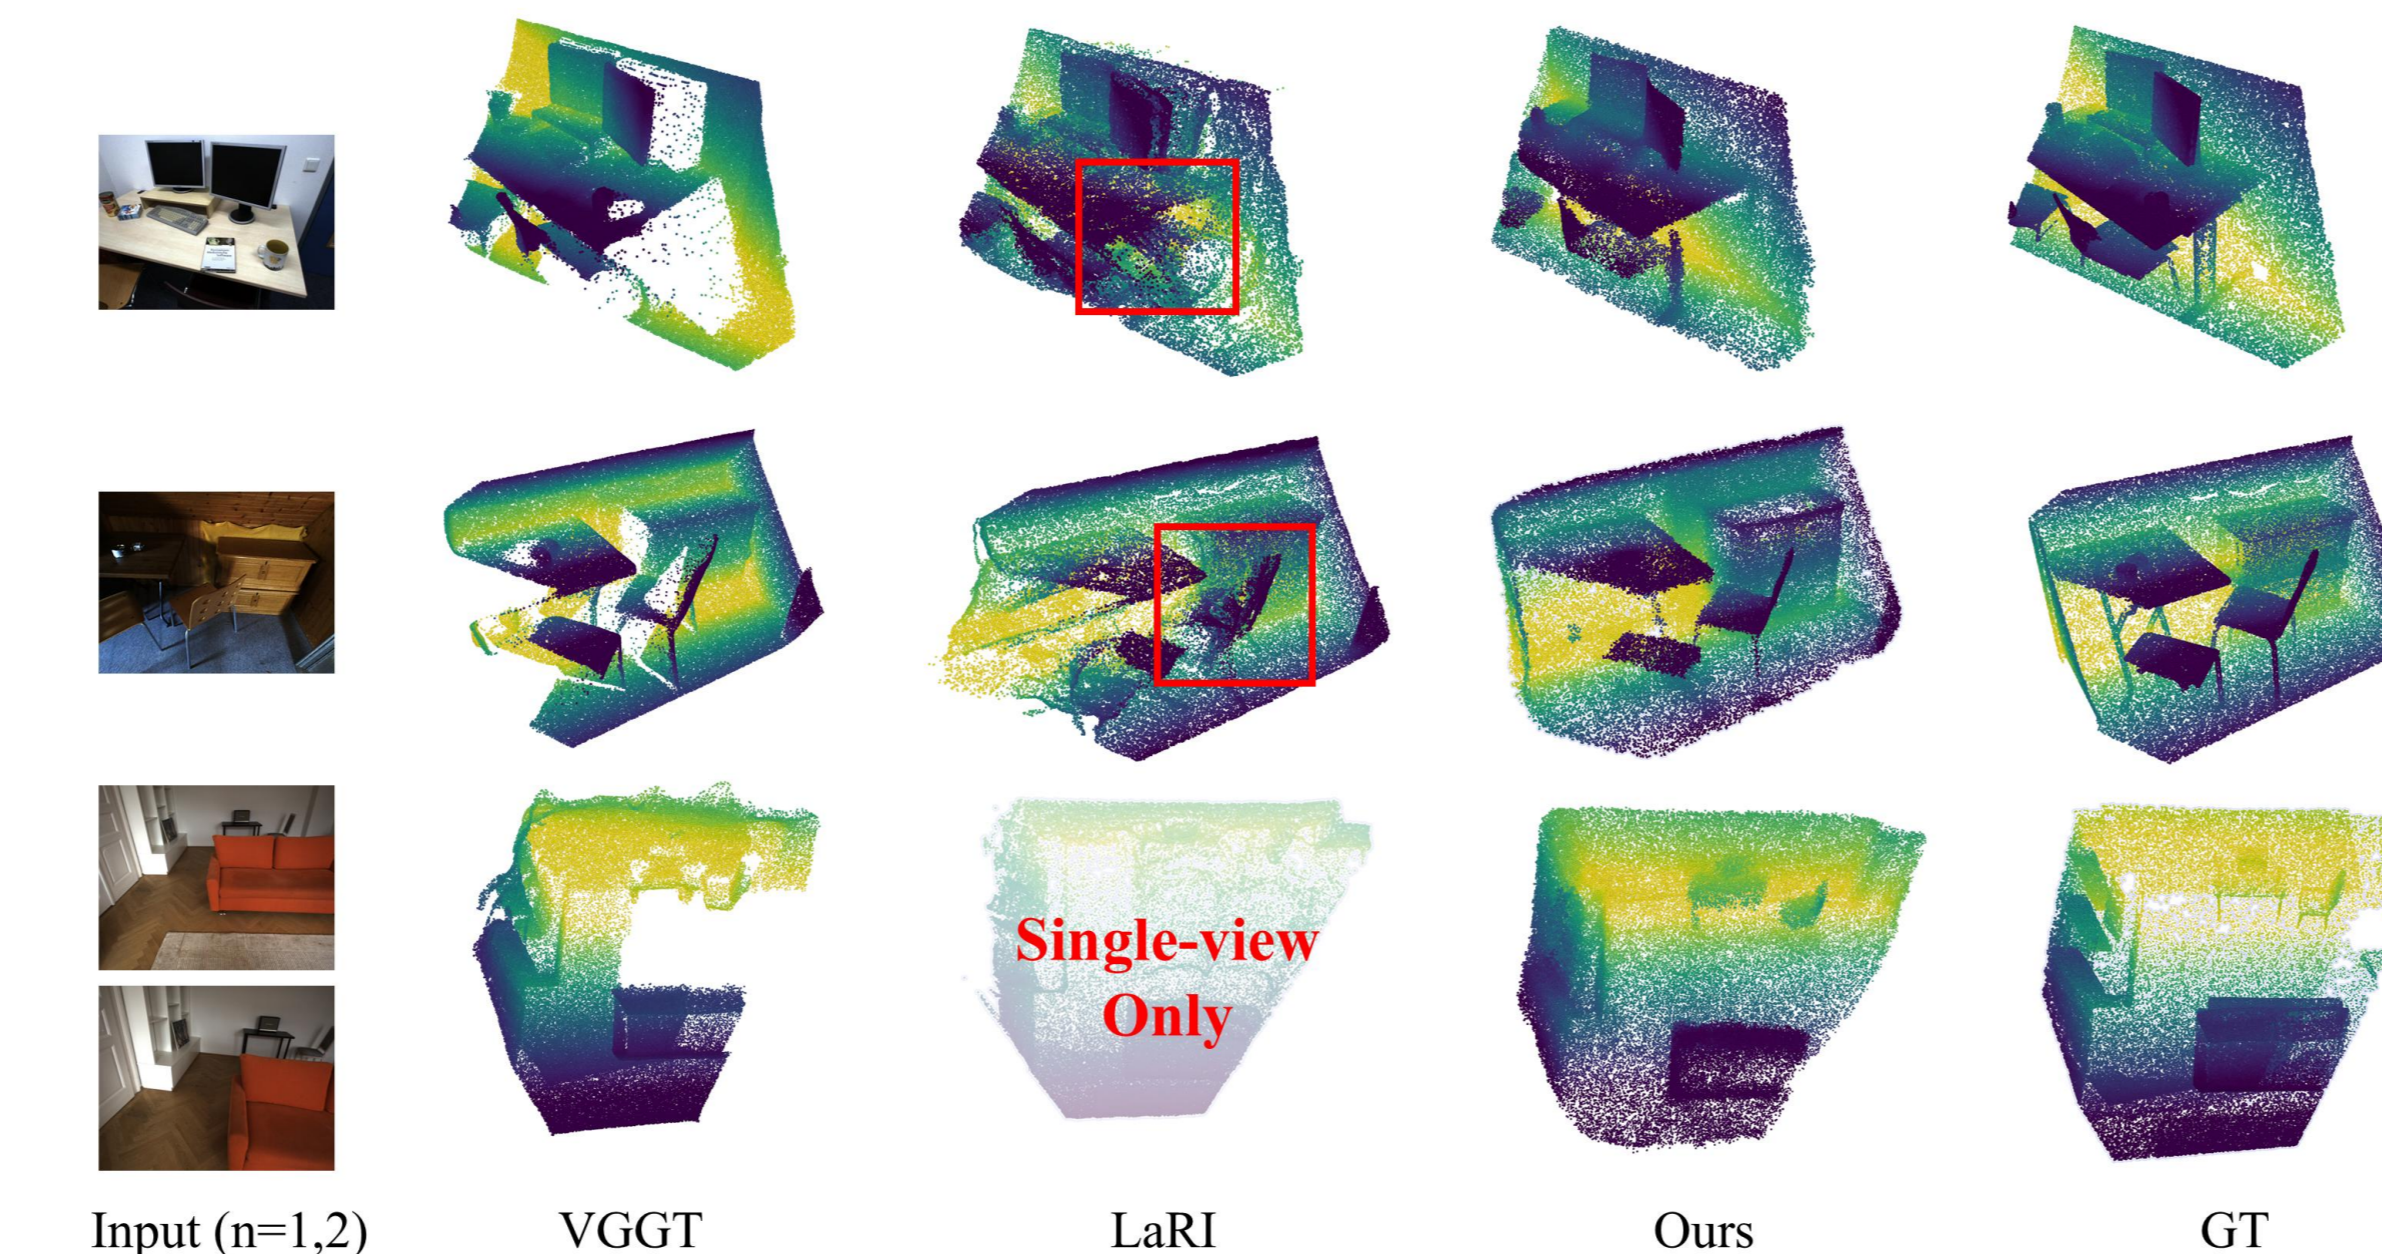 Single-view
Only
Input (n=1,2)
VGGT
LaRI
Ours
GT